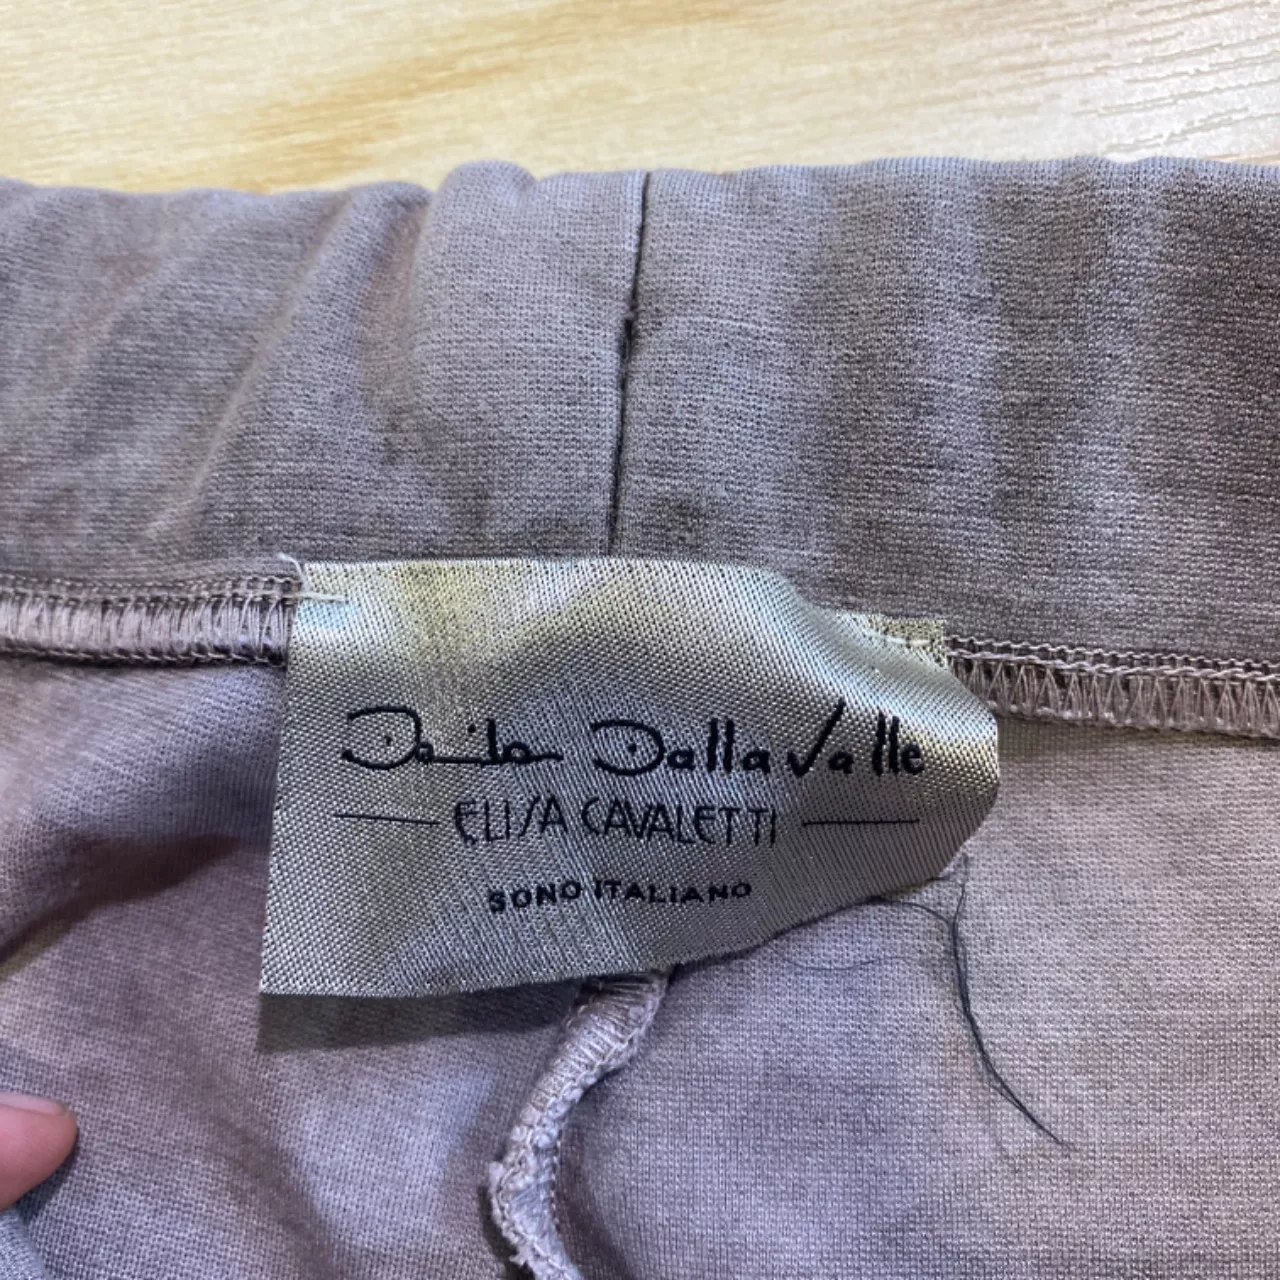 Daniela Dallavalle
ELISA CAVALETTI
SONO ITALIANO